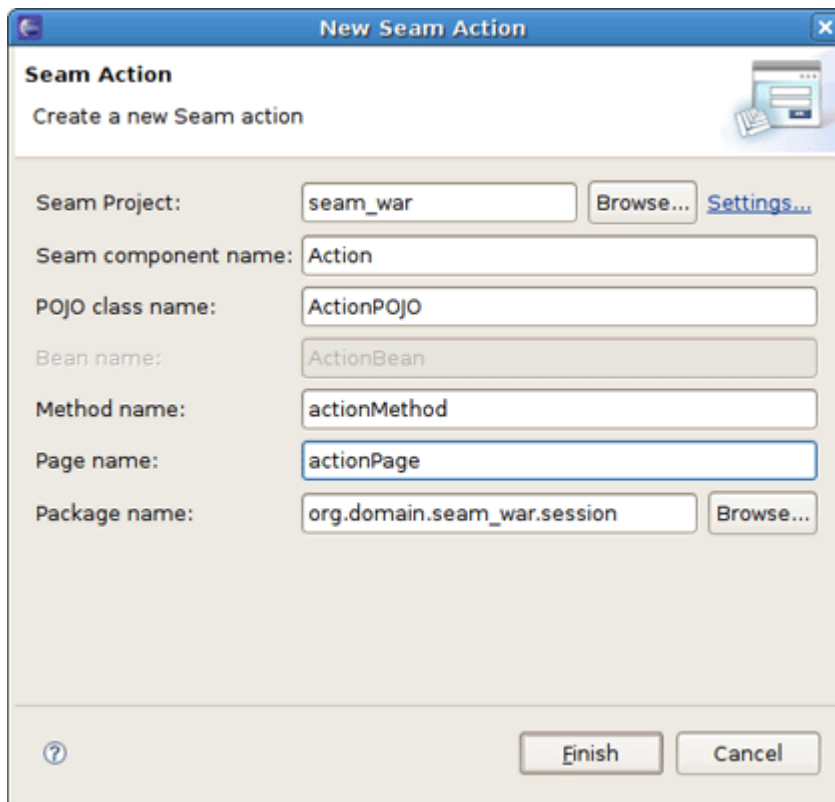 New Seam Action
Seam Action
Create a new Seam action
Seam Project: seam_war Browse... Settings...
Seam component name: Action
POJO class name: ActionPOJO
Bean name: ActionBean
Method name: actionMethod
Page name: actionPage
Package name: org.domain.seam_war.session Browse...
Finish Cancel